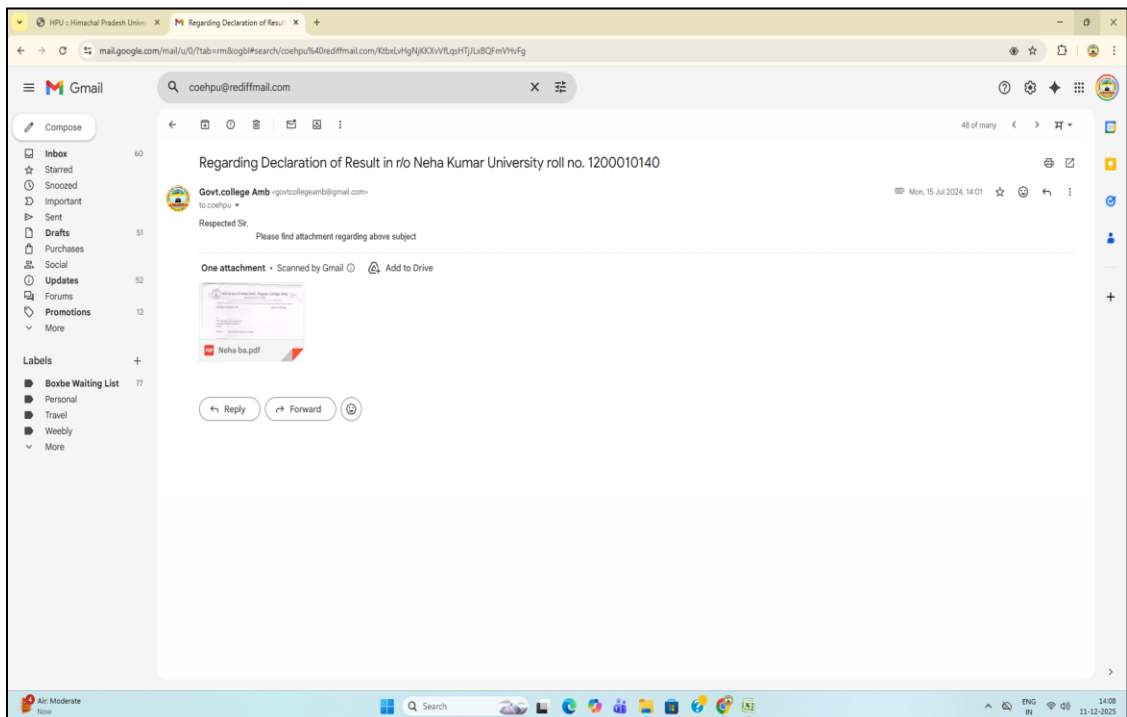 HPU :: Himachal Pradesh Univer
Regarding Declaration of Resul
mail.google.com/mail/u/0/?tab=rm&ogbl#search/coehpu%40rediffmail.com/
Gmail
coehpu@rediffmail.com
Compose
48 of many
Inbox 60
Starred
Snoozed
Important
Sent
Drafts 51
Purchases
Social
Updates 52
Forums
Promotions 12
More
Labels
Boxbe Waiting List 77
Personal
Travel
Weebly
More
Regarding Declaration of Result in r/o Neha Kumar University roll no. 1200010140
Govt.college Amb <govtcollegeamb@gmail.com>
Mon, 15 Jul 2024, 14:01
to coehpu
Respected Sir,
Please find attachment regarding above subject
One attachment • Scanned by Gmail
Add to Drive
PDF
Neha ba.pdf
Reply
Forward
Air: Moderate
Now
Search
ENG
IN
14:08
11-12-2025